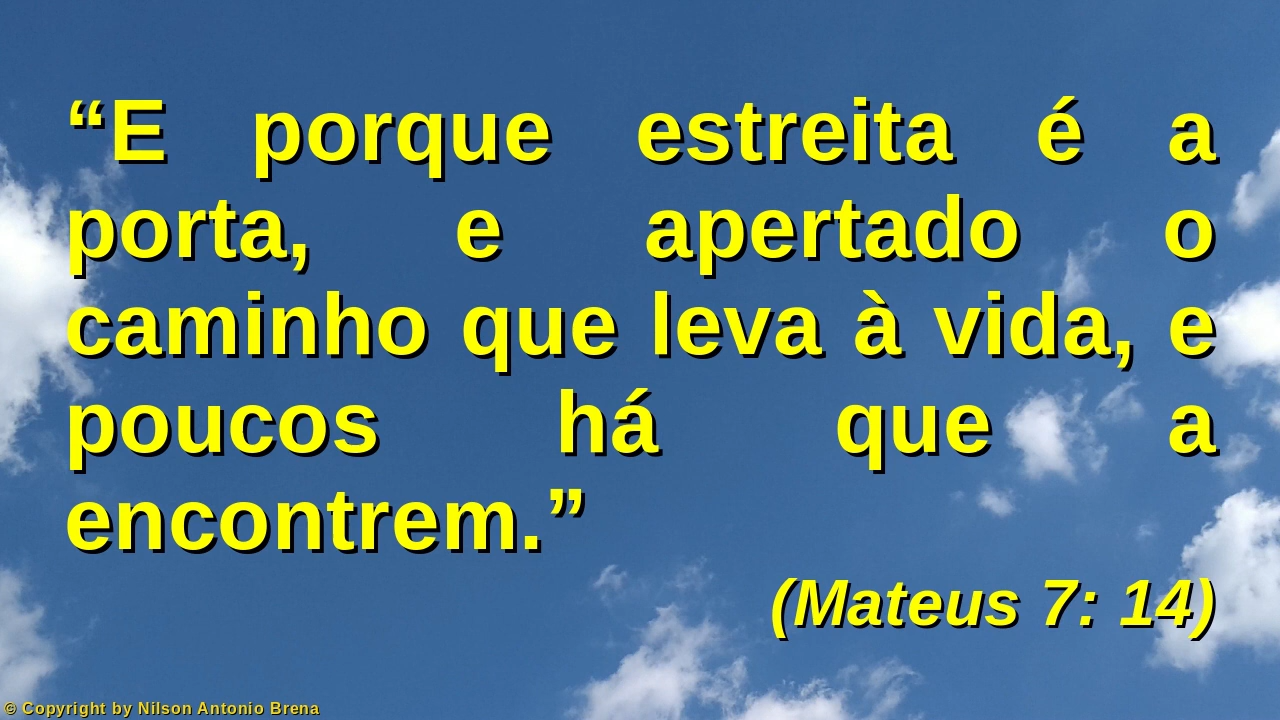 “E porque estreita é a
porta, e apertado o
caminho que leva à vida, e
poucos há que a
encontrem.”
(Mateus 7: 14)
© Copyright by Nilson Antonio Brena